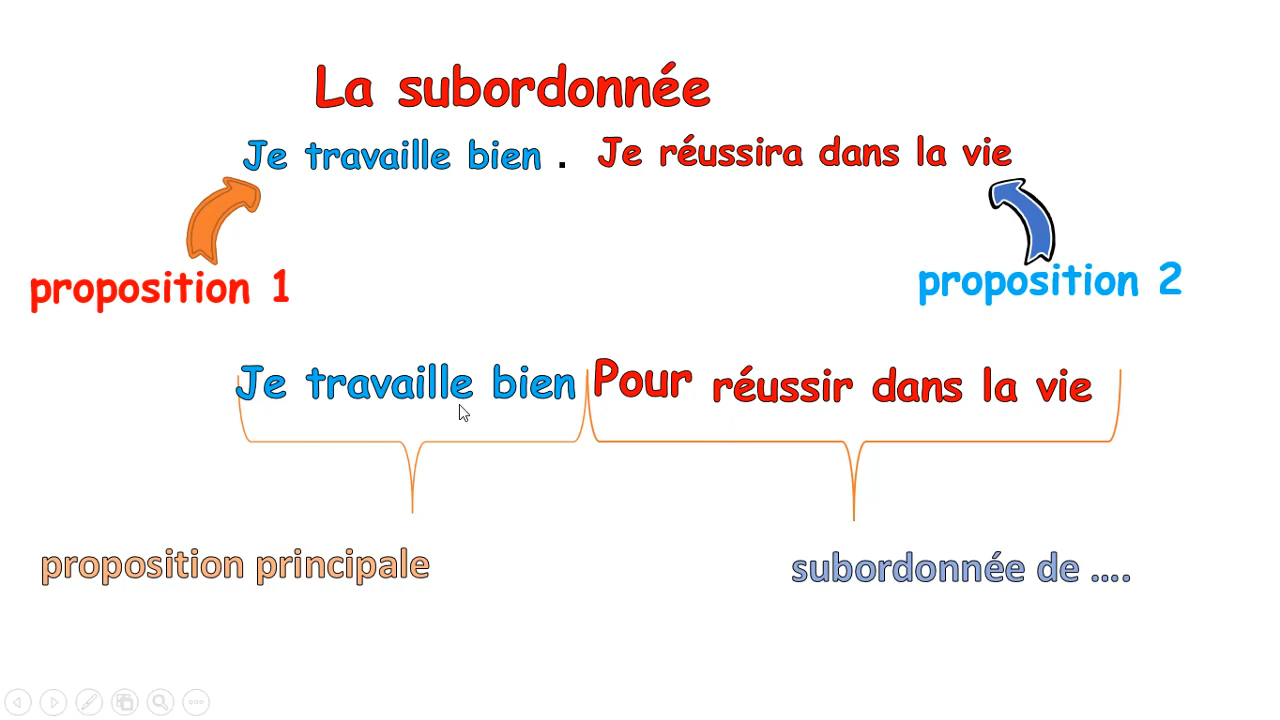 La subordonnée
Je travaille bien . Je réussira dans la vie
proposition 1
proposition 2
Je travaille bien Pour réussir dans la vie
proposition principale
subordonnée de ....